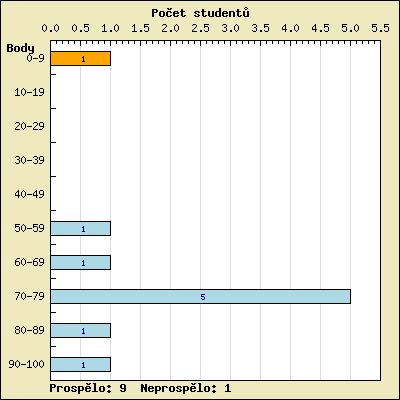 Počet studentů
0.0 0.5 1.0 1.5 2.0 2.5 3.0 3.5 4.0 4.5 5.0 5.5
Body
0-9 1
10-19
20-29
30-39
40-49
50-59 1
60-69 1
70-79 5
80-89 1
90-100 1
Prospělo: 9 Neprospělo: 1